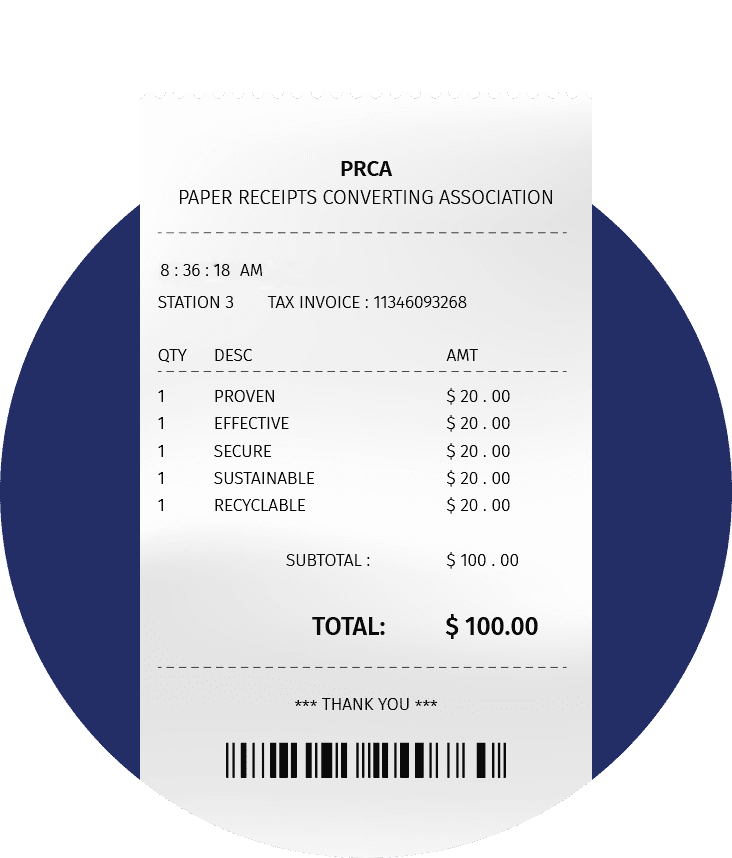 PRCA
PAPER RECEIPTS CONVERTING ASSOCIATION
8 : 36 : 18 AM
STATION 3 TAX INVOICE : 11346093268
QTY DESC AMT
1 PROVEN $ 20 . 00
1 EFFECTIVE $ 20 . 00
1 SECURE $ 20 . 00
1 SUSTAINABLE $ 20 . 00
1 RECYCLABLE $ 20 . 00
SUBTOTAL : $ 100 . 00
TOTAL: $ 100.00
*** THANK YOU ***